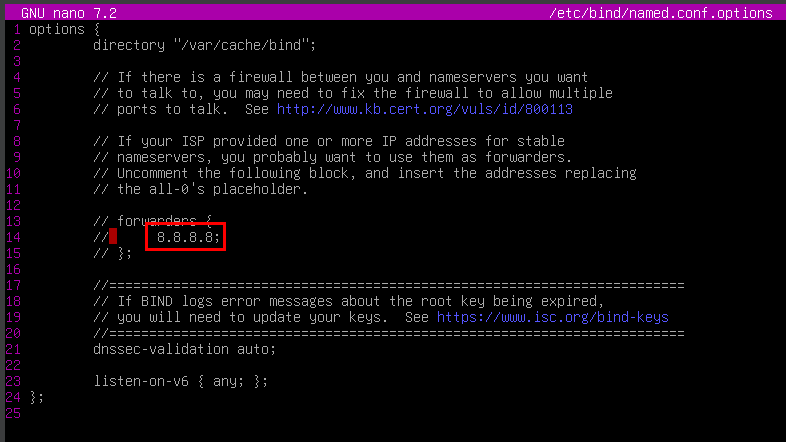 GNU nano 7.2 /etc/bind/named.conf.options
1 options {
2 directory "/var/cache/bind";
3
4 // If there is a firewall between you and nameservers you want
5 // to talk to, you may need to fix the firewall to allow multiple
6 // ports to talk.  See http://www.kb.cert.org/vuls/id/800113
7
8 // If your ISP provided one or more IP addresses for stable
9 // nameservers, you probably want to use them as forwarders.
10 // Uncomment the following block, and insert the addresses replacing
11 // the all-0's placeholder.
12
13 // forwarders {
14 // 8.8.8.8;
15 // };
16
17 //========================================================================
18 // If BIND logs error messages about the root key being expired,
19 // you will need to update your keys.  See https://www.isc.org/bind-keys
20 //========================================================================
21 dnssec-validation auto;
22
23 listen-on-v6 { any; };
24 };
25